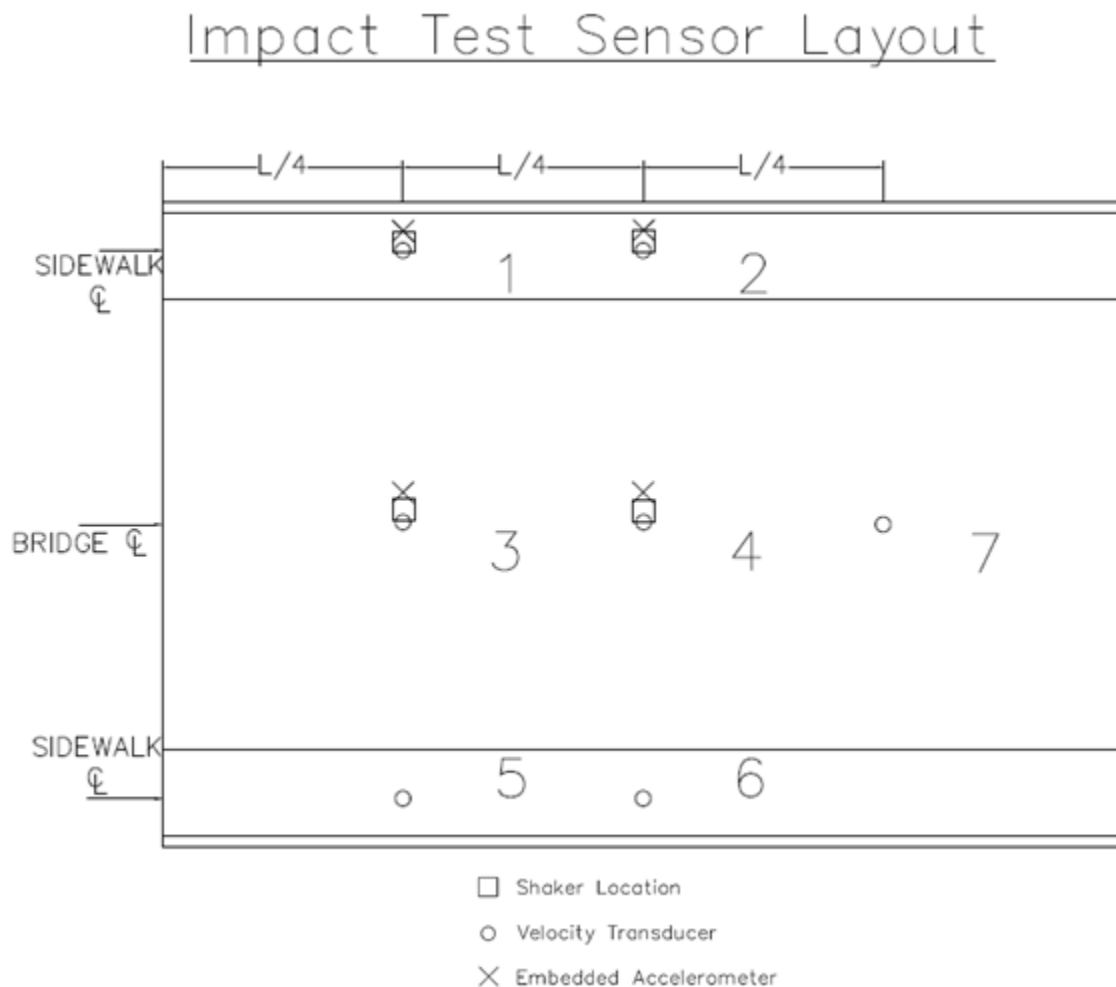 Impact Test Sensor Layout
L/4 L/4 L/4
SIDEWALK
℄
1 2
BRIDGE ℄
3 4 7
SIDEWALK
℄
5 6
Shaker Location
Velocity Transducer
Embedded Accelerometer